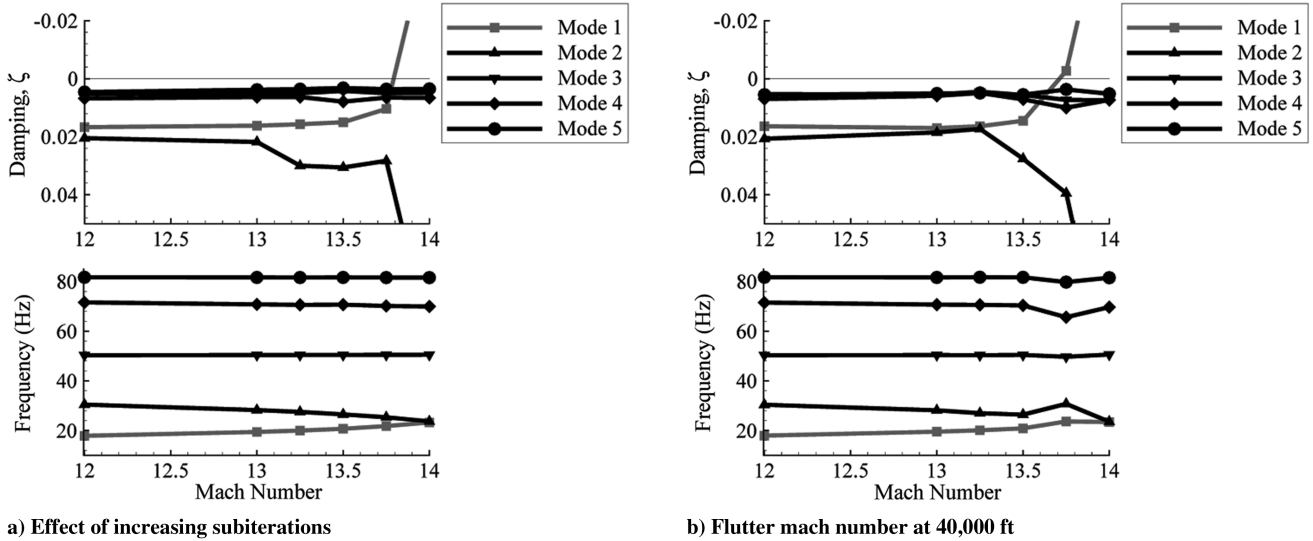 -0.02
0
0.02
0.04
Damping, ζ
12
12.5
13
13.5
14
Mode 1
Mode 2
Mode 3
Mode 4
Mode 5
80
60
40
20
Frequency (Hz)
12
12.5
13
13.5
14
Mach Number
a) Effect of increasing subiterations
-0.02
0
0.02
0.04
Damping, ζ
12
12.5
13
13.5
14
Mode 1
Mode 2
Mode 3
Mode 4
Mode 5
80
60
40
20
Frequency (Hz)
12
12.5
13
13.5
14
Mach Number
b) Flutter mach number at 40,000 ft